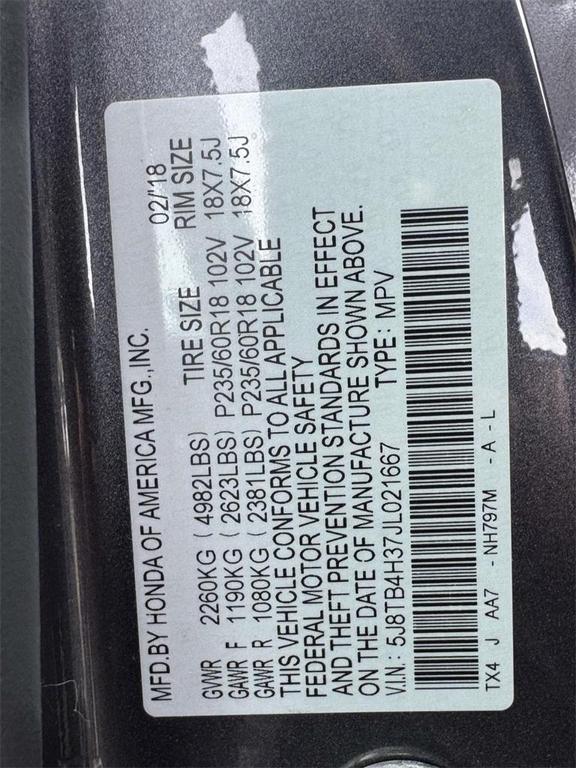 MFD.BY HONDA OF AMERICA MFG.,INC. 02/'18
TIRE SIZE RIM SIZE
GVWR 2260KG ( 4982LBS)
GAWR F 1190KG ( 2623LBS) P235/60R18 102V 18X7.5J
GAWR R 1080KG ( 2381LBS) P235/60R18 102V 18X7.5J
THIS VEHICLE CONFORMS TO ALL APPLICABLE
FEDERAL MOTOR VEHICLE SAFETY
AND THEFT PREVENTION STANDARDS IN EFFECT
ON THE DATE OF MANUFACTURE SHOWN ABOVE.
V.I.N: 5J8TB4H37JL021667 TYPE: MPV
TX4 J AA7 - NH797M - A - L